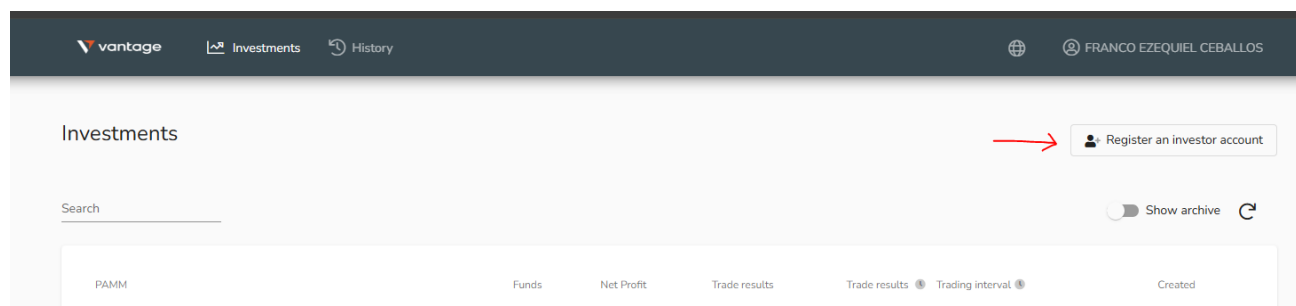 vantage Investments History FRANCO EZEQUIEL CEBALLOS
Investments
Register an investor account
Search
Show archive
PAMM Funds Net Profit Trade results Trade results Trading interval Created